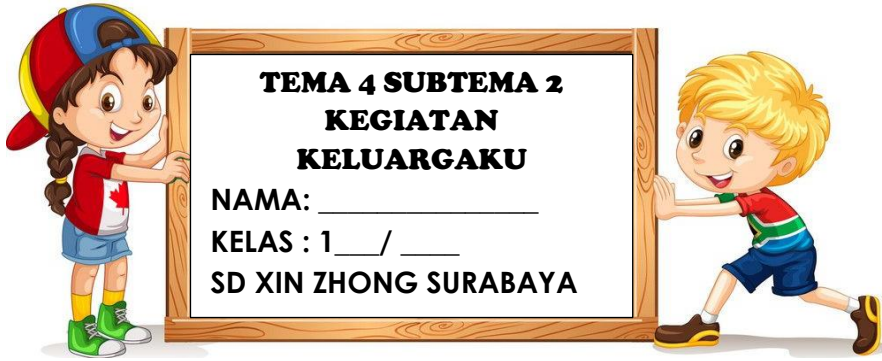 TEMA 4 SUBTEMA 2
KEGIATAN
KELUARGAKU
NAMA: _______________
KELAS : 1___/ ____
SD XIN ZHONG SURABAYA